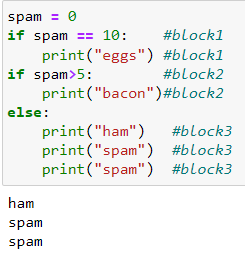 spam = 0
if spam == 10:     #block1
    print("eggs") #block1
if spam>5:         #block2
    print("bacon")#block2
else:
    print("ham")   #block3
    print("spam")  #block3
    print("spam")  #block3
ham
spam
spam